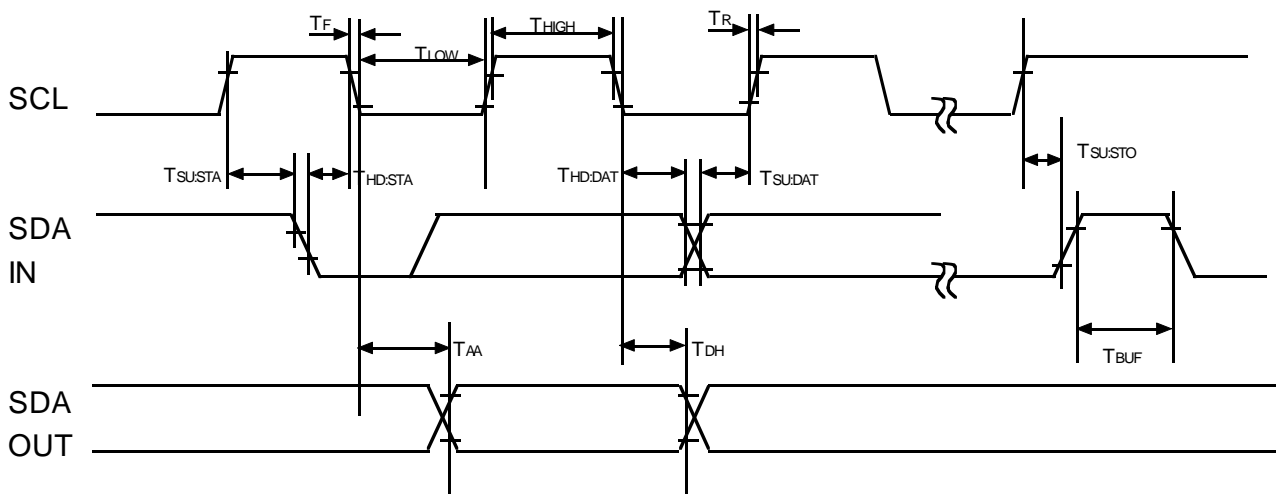 TF
THIGH
TR
TLOW
SCL
TSU:STA
THD:STA
THD:DAT
TSU:DAT
TSU:STO
SDA
IN
TAA
TDH
TBUF
SDA
OUT